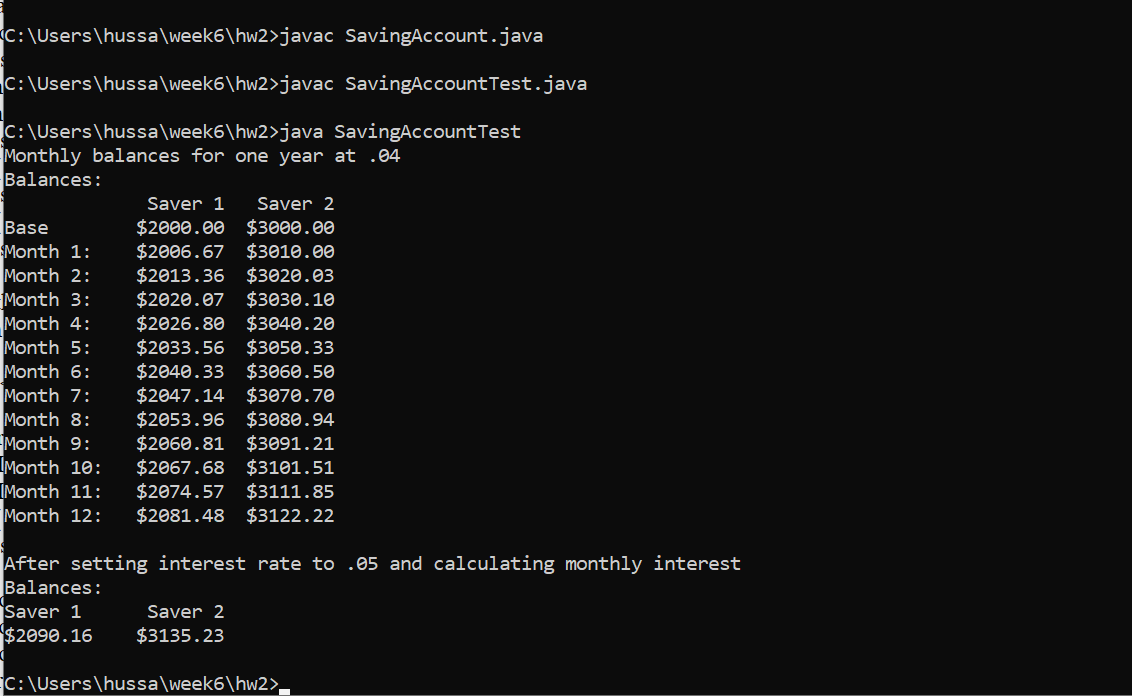 C:\Users\hussa\week6\hw2>javac SavingAccount.java
C:\Users\hussa\week6\hw2>javac SavingAccountTest.java
C:\Users\hussa\week6\hw2>java SavingAccountTest
Monthly balances for one year at .04
Balances:
Saver 1   Saver 2
Base        $2000.00  $3000.00
Month 1:    $2006.67  $3010.00
Month 2:    $2013.36  $3020.03
Month 3:    $2020.07  $3030.10
Month 4:    $2026.80  $3040.20
Month 5:    $2033.56  $3050.33
Month 6:    $2040.33  $3060.50
Month 7:    $2047.14  $3070.70
Month 8:    $2053.96  $3080.94
Month 9:    $2060.81  $3091.21
Month 10:   $2067.68  $3101.51
Month 11:   $2074.57  $3111.85
Month 12:   $2081.48  $3122.22
After setting interest rate to .05 and calculating monthly interest
Balances:
Saver 1      Saver 2
$2090.16    $3135.23
C:\Users\hussa\week6\hw2>